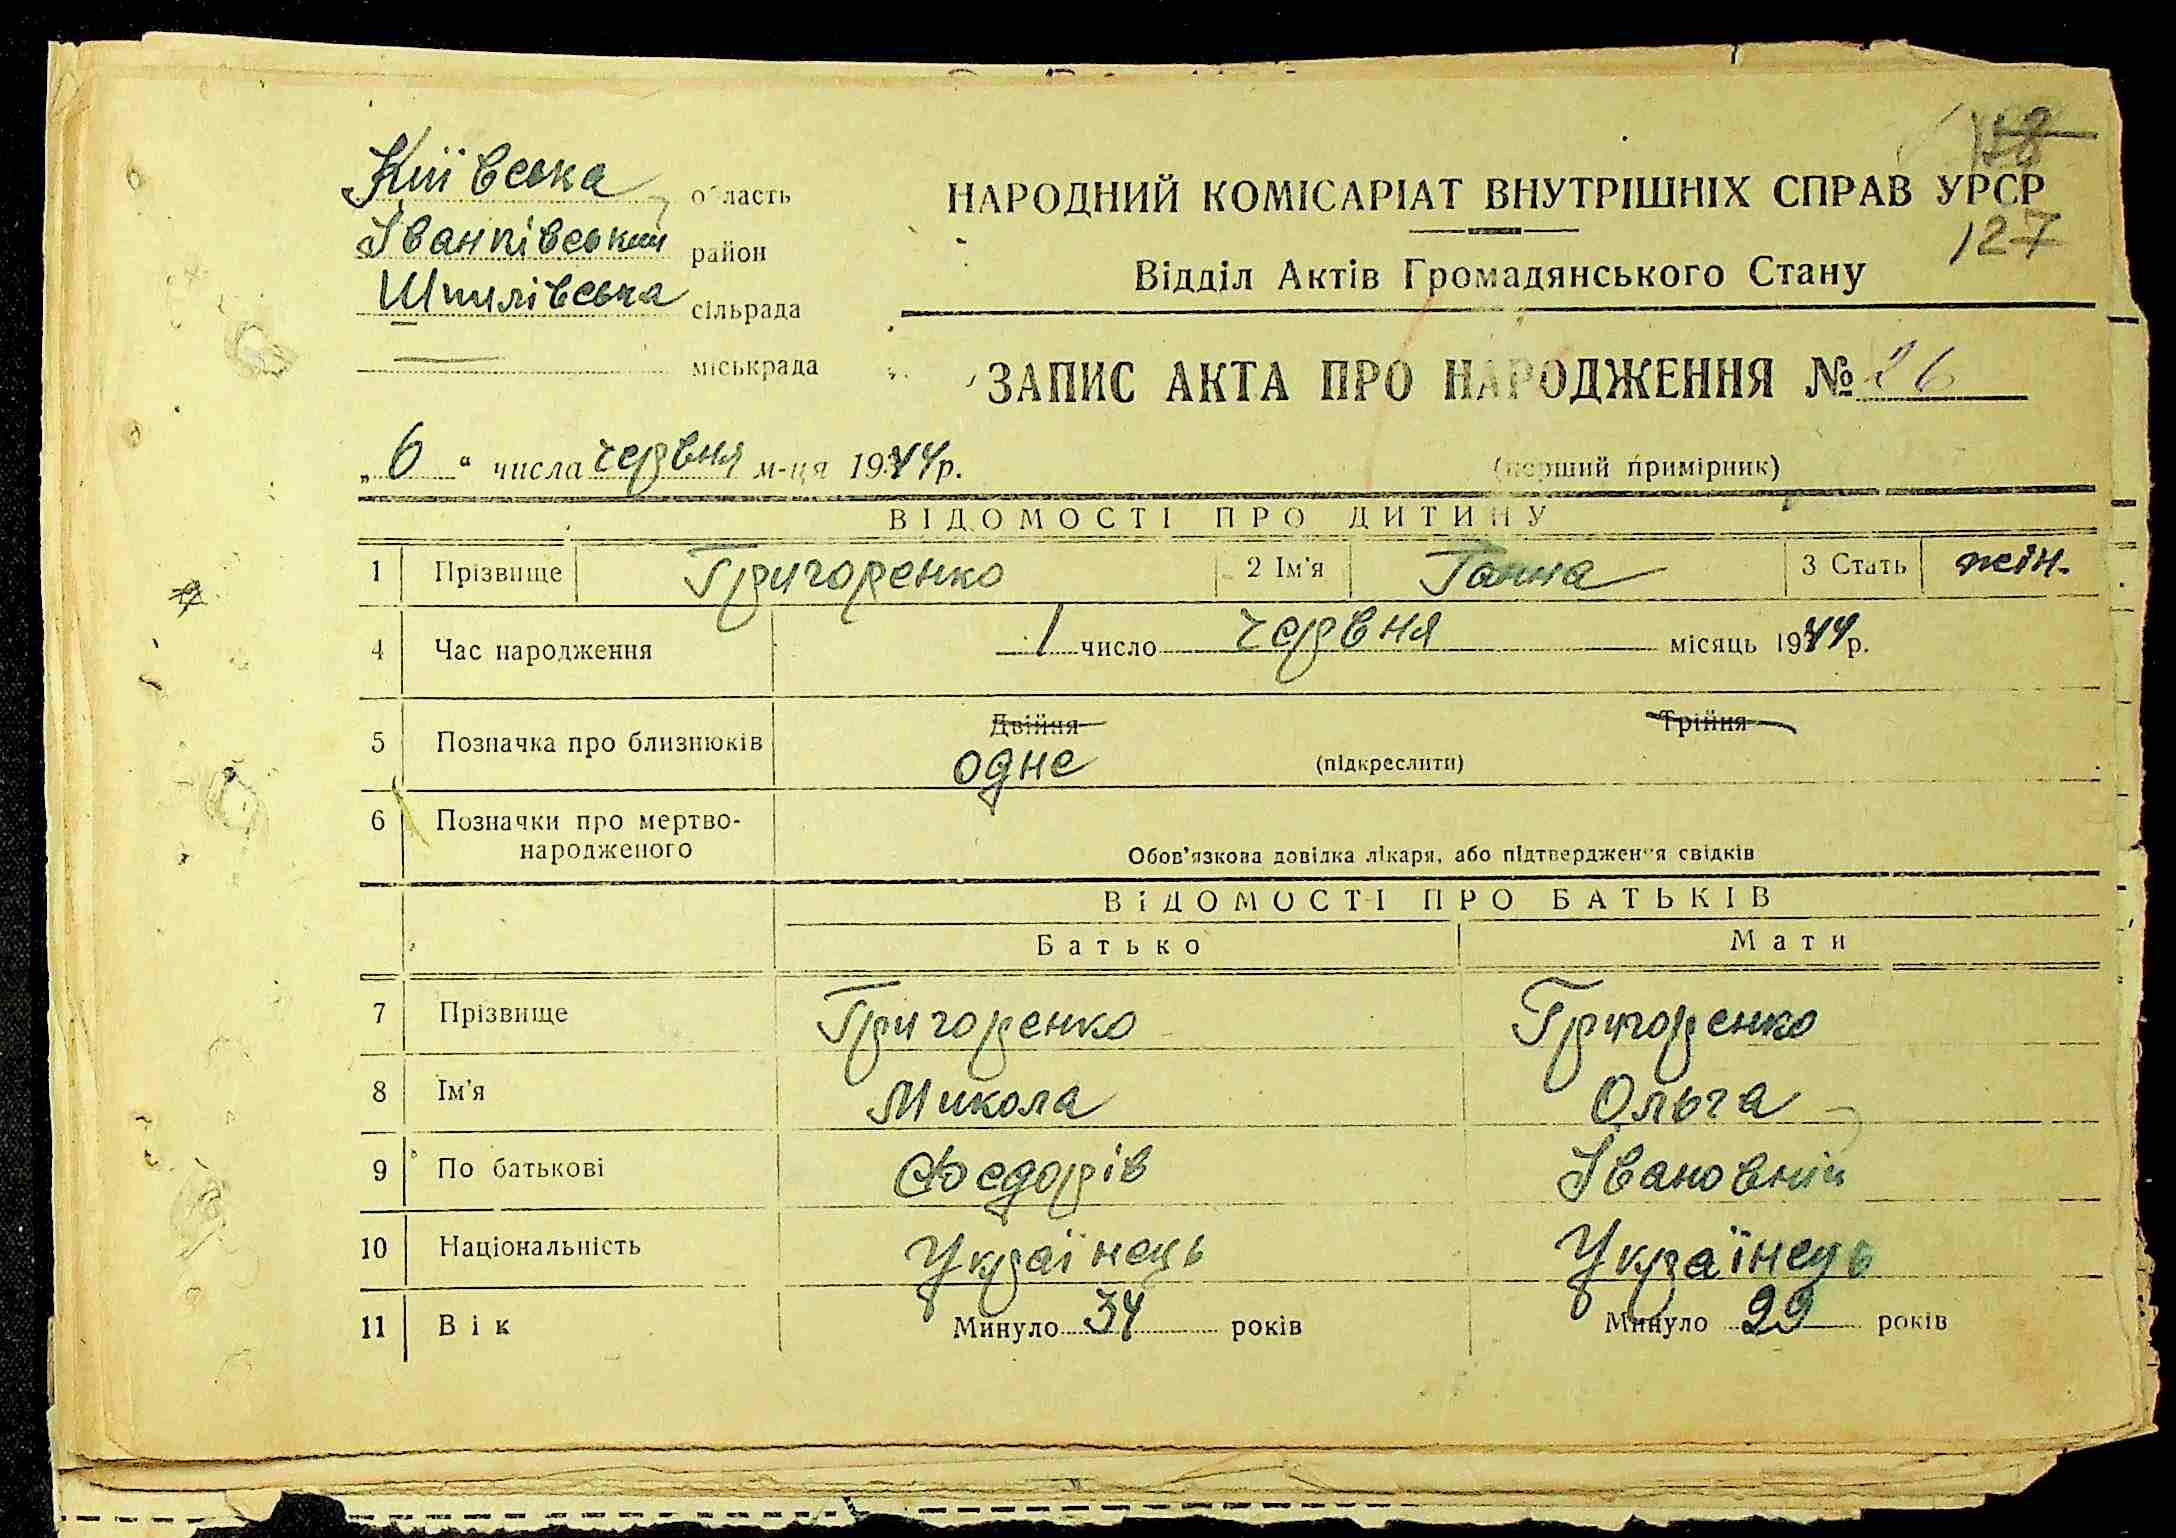 Київська область
Іванківський район
Шпилівська сільрада
міськрада
128
НАРОДНИЙ КОМІСАРІАТ ВНУТРІШНІХ СПРАВ УРСР
127
Відділ Актів Громадянського Стану
ЗАПИС АКТА ПРО НАРОДЖЕННЯ № 26
„6“ числа червня м-ця 1944р.
(перший примірник)
ВІДОМОСТІ ПРО ДИТИНУ
1 Прізвище Григоренко 2 Ім'я Ганна 3 Стать жін.
4 Час народження 1 число червня місяць 1944р.
5 Позначка про близнюків Двійня Трійня
одне (підкреслити)
6 Позначки про мертво-
народженого
Обов'язкова довідка лікаря, або підтвердження свідків
ВІДОМОСТІ ПРО БАТЬКІВ
Батько Мати
7 Прізвище Григоренко Григоренко
8 Ім'я Микола Ольга
9 По батькові Фєдорів Івановній
10 Національність Українець Українець
11 Вік Минуло 34 років Минуло 29 років